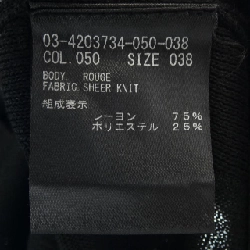 03-4203734-050-038
COL.050 SIZE 038
BODY ROUGE
FABRIC.SHEER KNIT
組成表示
レーヨン 75%
ポリエステル 25%